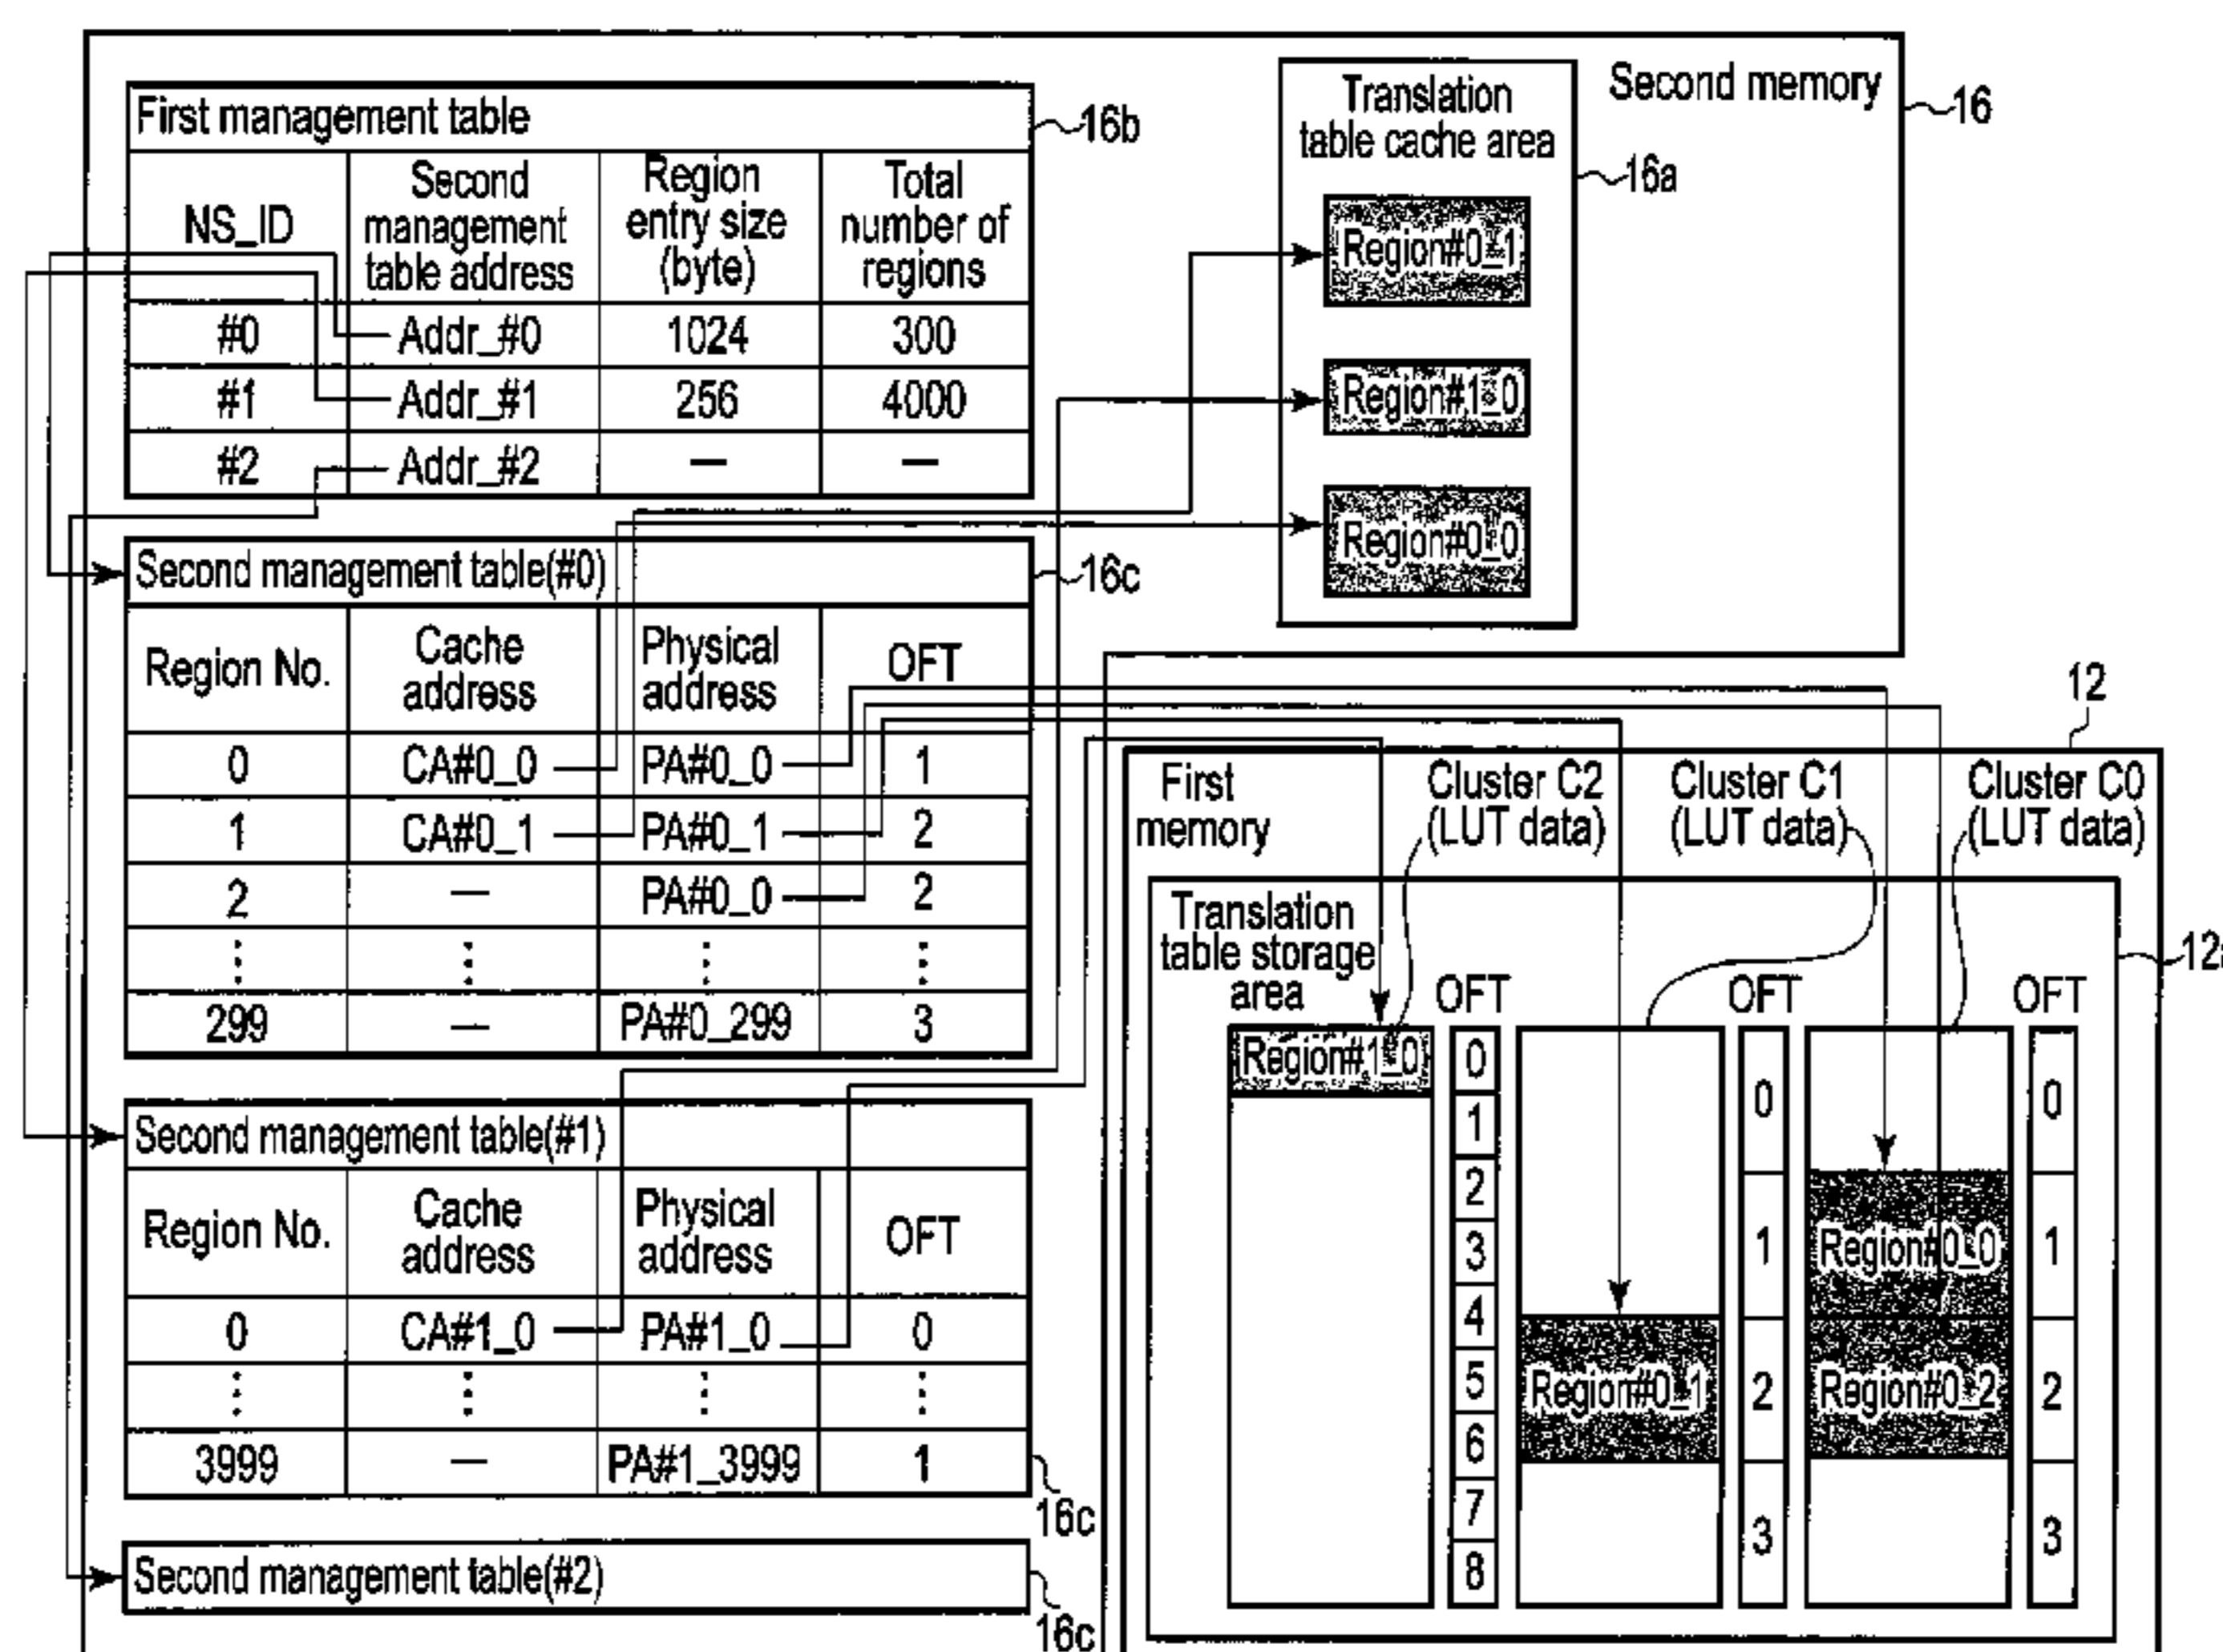 Second memory
16
Translation
table cache area
16a
Region#0_1
Region#1_0
Region#0_0
First management table
16b
NS_ID
Second
management
table address
Region
entry size
(byte)
Total
number of
regions
#0 Addr_#0 1024 300
#1 Addr_#1 256 4000
#2 Addr_#2 — —
Second management table(#0)
16c
Region No.
Cache
address
Physical
address
OFT
0 CA#0_0 PA#0_0 1
1 CA#0_1 PA#0_1 2
2 — PA#0_0 2
299 — PA#0_299 3
Second management table(#1)
Region No.
Cache
address
Physical
address
OFT
0 CA#1_0 PA#1_0 0
3999 — PA#1_3999 1
16c
Second management table(#2)
16c
12
First
memory
Cluster C2
(LUT data)
Cluster C1
(LUT data)
Cluster C0
(LUT data)
Translation
table storage
area
OFT
OFT
OFT
Region#1_0
0
1
2
3
4
5
6
7
8
Region#0_1
0
1
2
3
Region#0_0
Region#0_2
0
1
2
3